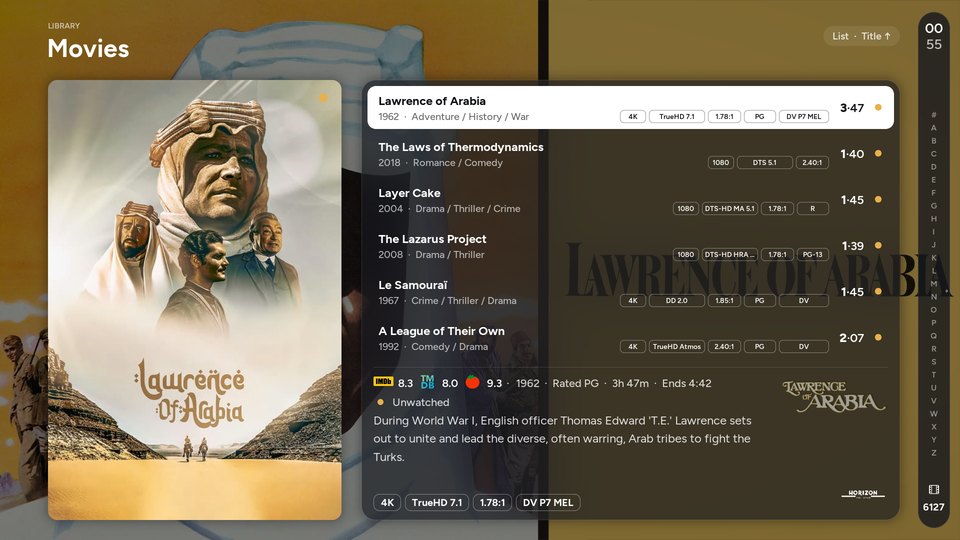 LIBRARY
Movies
List · Title ↑
00
55
Lawrence of Arabia
1962 · Adventure / History / War
4K TrueHD 7.1 1.78:1 PG DV P7 MEL
3·47
The Laws of Thermodynamics
2018 · Romance / Comedy
1080 DTS 5.1 2.40:1
1·40
Layer Cake
2004 · Drama / Thriller / Crime
1080 DTS-HD MA 5.1 1.78:1 R
1·45
The Lazarus Project
2008 · Drama / Thriller
1080 DTS-HD HRA ... 1.78:1 PG-13
1·39
Le Samouraï
1967 · Crime / Thriller / Drama
4K DD 2.0 1.85:1 PG DV
1·45
A League of Their Own
1992 · Comedy / Drama
4K TrueHD Atmos 2.40:1 PG DV
2·07
LAWRENCE OF ARABIA
IMDb 8.3 TMDB 8.0 9.3 · 1962 · Rated PG · 3h 47m · Ends 4:42
Unwatched
During World War I, English officer Thomas Edward 'T.E.' Lawrence sets
out to unite and lead the diverse, often warring, Arab tribes to fight the
Turks.
LAWRENCE
OF ARABIA
4K TrueHD 7.1 1.78:1 DV P7 MEL
HORIZON
Lawrence
Of Arabia
#
A
B
C
D
E
F
G
H
I
J
K
L
M
N
O
P
Q
R
S
T
U
V
W
X
Y
Z
6127